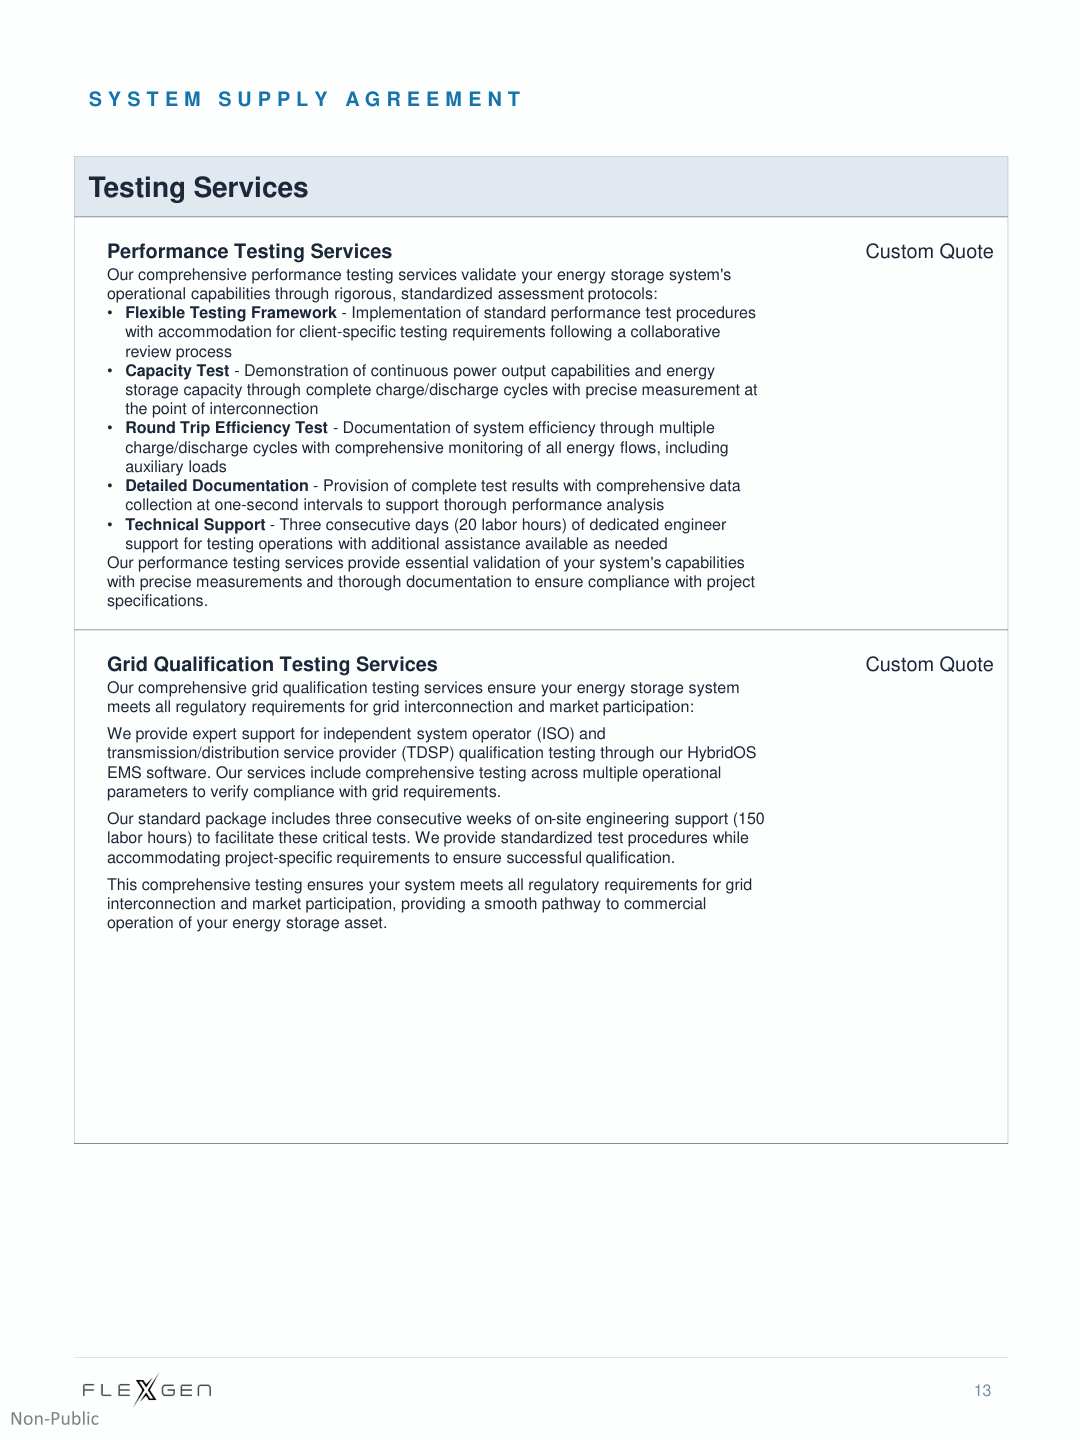 SYSTEM SUPPLY AGREEMENT
Testing Services
Performance Testing Services
Custom Quote
Our comprehensive performance testing services validate your energy storage system's
operational capabilities through rigorous, standardized assessment protocols:
• Flexible Testing Framework - Implementation of standard performance test procedures
with accommodation for client-specific testing requirements following a collaborative
review process
• Capacity Test - Demonstration of continuous power output capabilities and energy
storage capacity through complete charge/discharge cycles with precise measurement at
the point of interconnection
• Round Trip Efficiency Test - Documentation of system efficiency through multiple
charge/discharge cycles with comprehensive monitoring of all energy flows, including
auxiliary loads
• Detailed Documentation - Provision of complete test results with comprehensive data
collection at one-second intervals to support thorough performance analysis
• Technical Support - Three consecutive days (20 labor hours) of dedicated engineer
support for testing operations with additional assistance available as needed
Our performance testing services provide essential validation of your system's capabilities
with precise measurements and thorough documentation to ensure compliance with project
specifications.
Grid Qualification Testing Services
Custom Quote
Our comprehensive grid qualification testing services ensure your energy storage system
meets all regulatory requirements for grid interconnection and market participation:
We provide expert support for independent system operator (ISO) and
transmission/distribution service provider (TDSP) qualification testing through our HybridOS
EMS software. Our services include comprehensive testing across multiple operational
parameters to verify compliance with grid requirements.
Our standard package includes three consecutive weeks of on-site engineering support (150
labor hours) to facilitate these critical tests. We provide standardized test procedures while
accommodating project-specific requirements to ensure successful qualification.
This comprehensive testing ensures your system meets all regulatory requirements for grid
interconnection and market participation, providing a smooth pathway to commercial
operation of your energy storage asset.
FLEXGEN
13
Non-Public